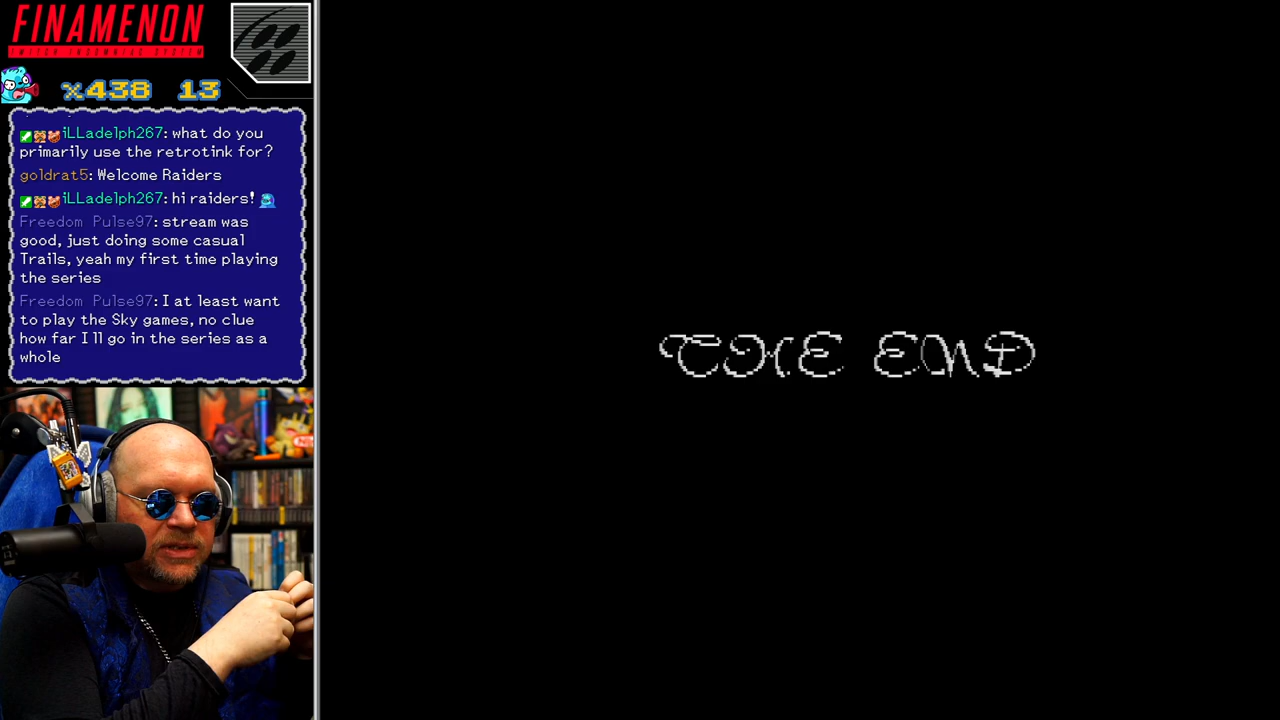 FINAMENON
TWITCH INSOMNIAC SYSTEM
x438 13
iLLadelph267: what do you
primarily use the retrotink for?
goldrat5: Welcome Raiders
iLLadelph267: hi raiders!
Freedom Pulse97: stream was
good, just doing some casual
Trails, yeah my first time playing
the series
Freedom Pulse97: I at least want
to play the Sky games, no clue
how far I ll go in the series as a
whole
THE END